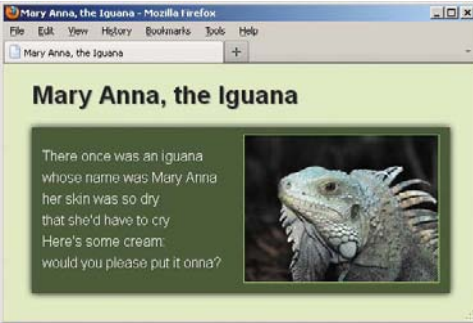 Mary Anna, the Iguana - Mozilla Firefox
File Edit View History Bookmarks Tools Help
Mary Anna, the Iguana +
Mary Anna, the Iguana
There once was an iguana
whose name was Mary Anna
her skin was so dry
that she'd have to cry
Here's some cream:
would you please put it onna?